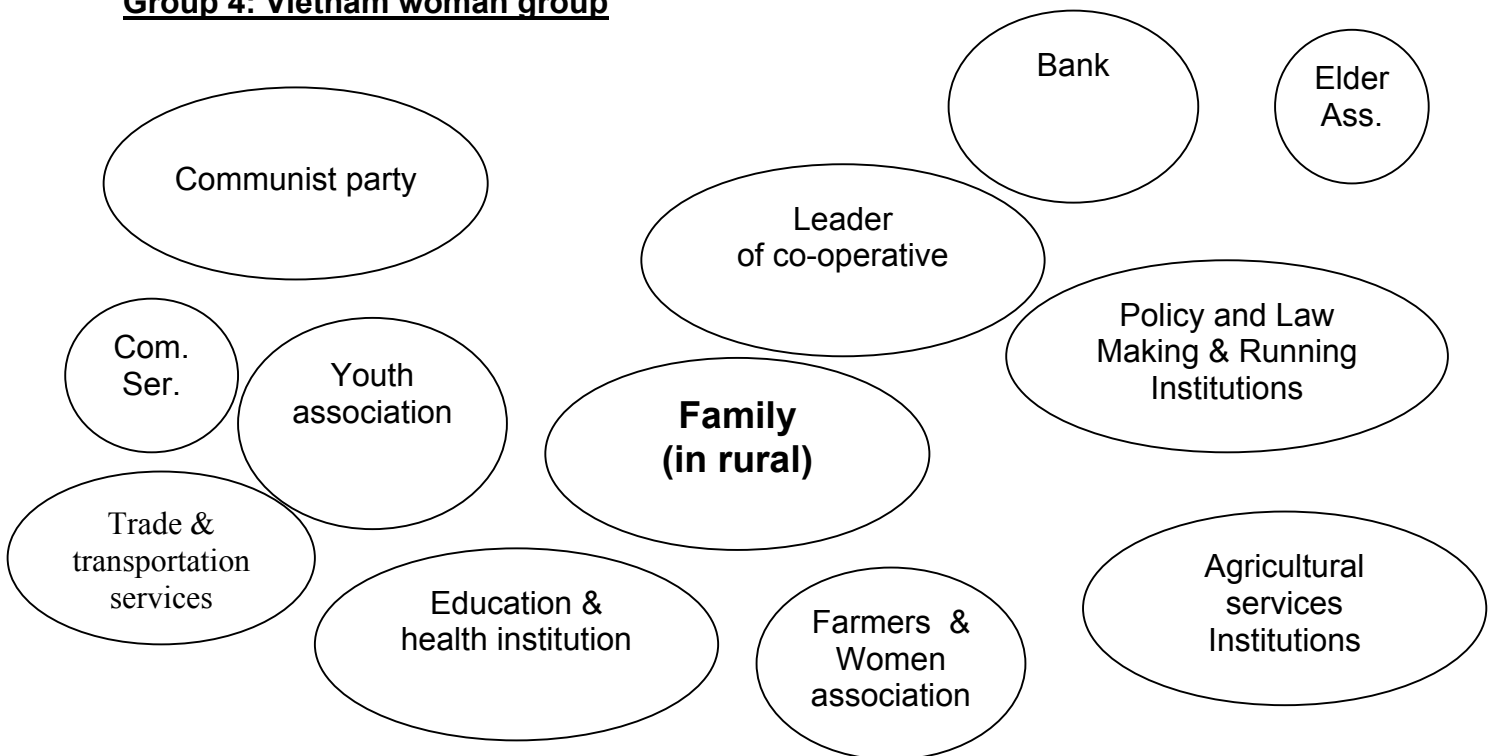 Group 4: Vietnam woman group
Bank
Elder
Ass.
Communist party
Leader
of co-operative
Policy and Law
Making & Running
Institutions
Com.
Ser.
Youth
association
Family
(in rural)
Trade &
transportation
services
Education &
health institution
Farmers & 
Women
association
Agricultural
services
Institutions